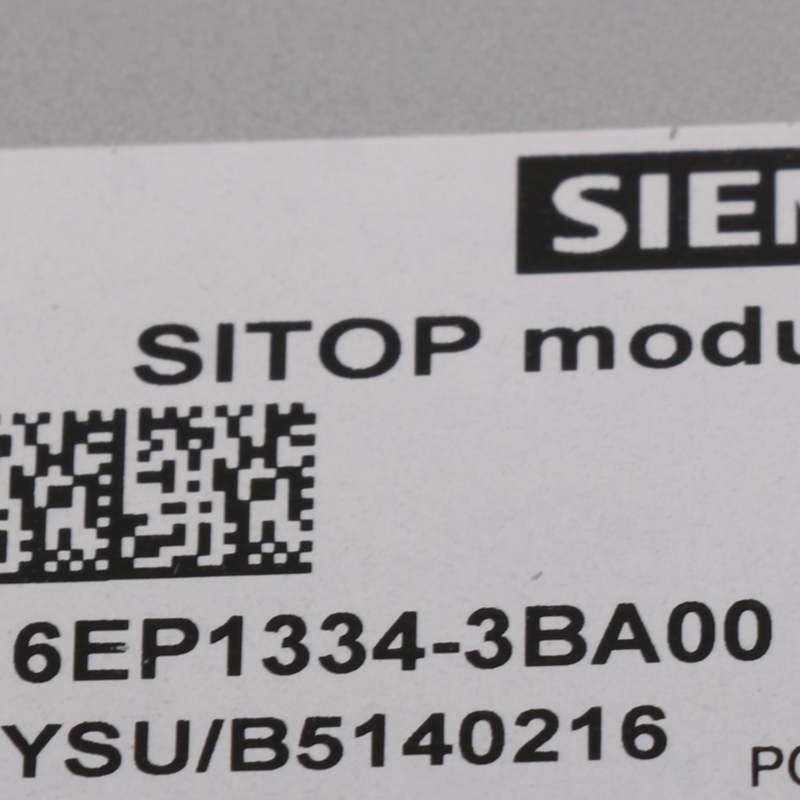 SIEM
SITOP modu
6EP1334-3BA00
YSU/B5140216
PC